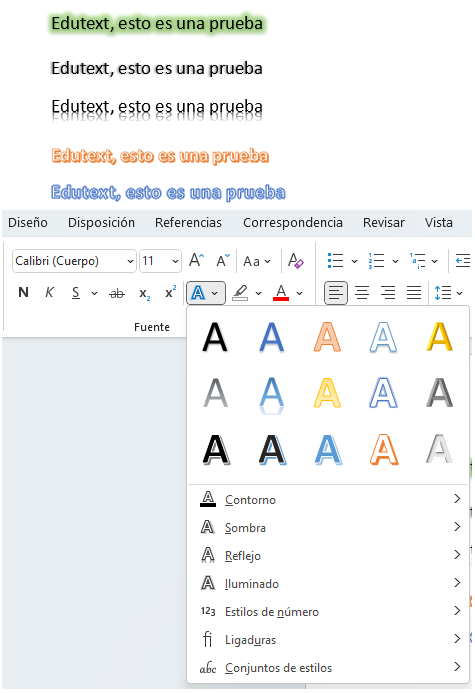 Edutext, esto es una prueba
Edutext, esto es una prueba
Edutext, esto es una prueba
Edutext, esto es una prueba
Edutext, esto es una prueba
Diseño Disposición Referencias Correspondencia Revisar Vista
Calibri (Cuerpo) 11 A A Aa A
N K S ab x₂ x² A A
Fuente
A A A A A
A A A A A
A A A A A
A Contorno
A Sombra
A Reflejo
A Iluminado
123 Estilos de número
fi Ligaduras
abc Conjuntos de estilos